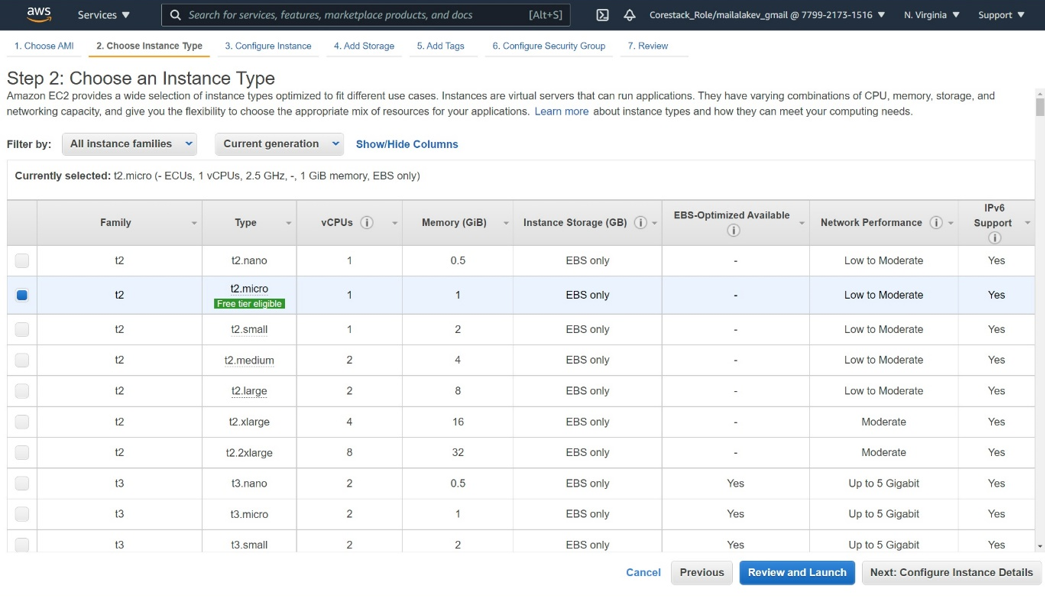 aws Services Search for services, features, marketplace products, and docs [Alt+S] Corestack_Role/mailalakev_gmail @ 7799-2173-1516 N. Virginia Support
1. Choose AMI 2. Choose Instance Type 3. Configure Instance 4. Add Storage 5. Add Tags 6. Configure Security Group 7. Review
Step 2: Choose an Instance Type
Amazon EC2 provides a wide selection of instance types optimized to fit different use cases. Instances are virtual servers that can run applications. They have varying combinations of CPU, memory, storage, and
networking capacity, and give you the flexibility to choose the appropriate mix of resources for your applications. Learn more about instance types and how they can meet your computing needs.
Filter by: All instance families Current generation Show/Hide Columns
Currently selected: t2.micro (- ECUs, 1 vCPUs, 2.5 GHz, -, 1 GiB memory, EBS only)
Family Type vCPUs Memory (GiB) Instance Storage (GB) EBS-Optimized Available Network Performance IPv6 Support
t2 t2.nano 1 0.5 EBS only - Low to Moderate Yes
t2 t2.micro 1 1 EBS only - Low to Moderate Yes
Free tier eligible
t2 t2.small 1 2 EBS only - Low to Moderate Yes
t2 t2.medium 2 4 EBS only - Low to Moderate Yes
t2 t2.large 2 8 EBS only - Low to Moderate Yes
t2 t2.xlarge 4 16 EBS only - Moderate Yes
t2 t2.2xlarge 8 32 EBS only - Moderate Yes
t3 t3.nano 2 0.5 EBS only Yes Up to 5 Gigabit Yes
t3 t3.micro 2 1 EBS only Yes Up to 5 Gigabit Yes
t3 t3.small 2 2 EBS only Yes Up to 5 Gigabit Yes
Cancel Previous Review and Launch Next: Configure Instance Details